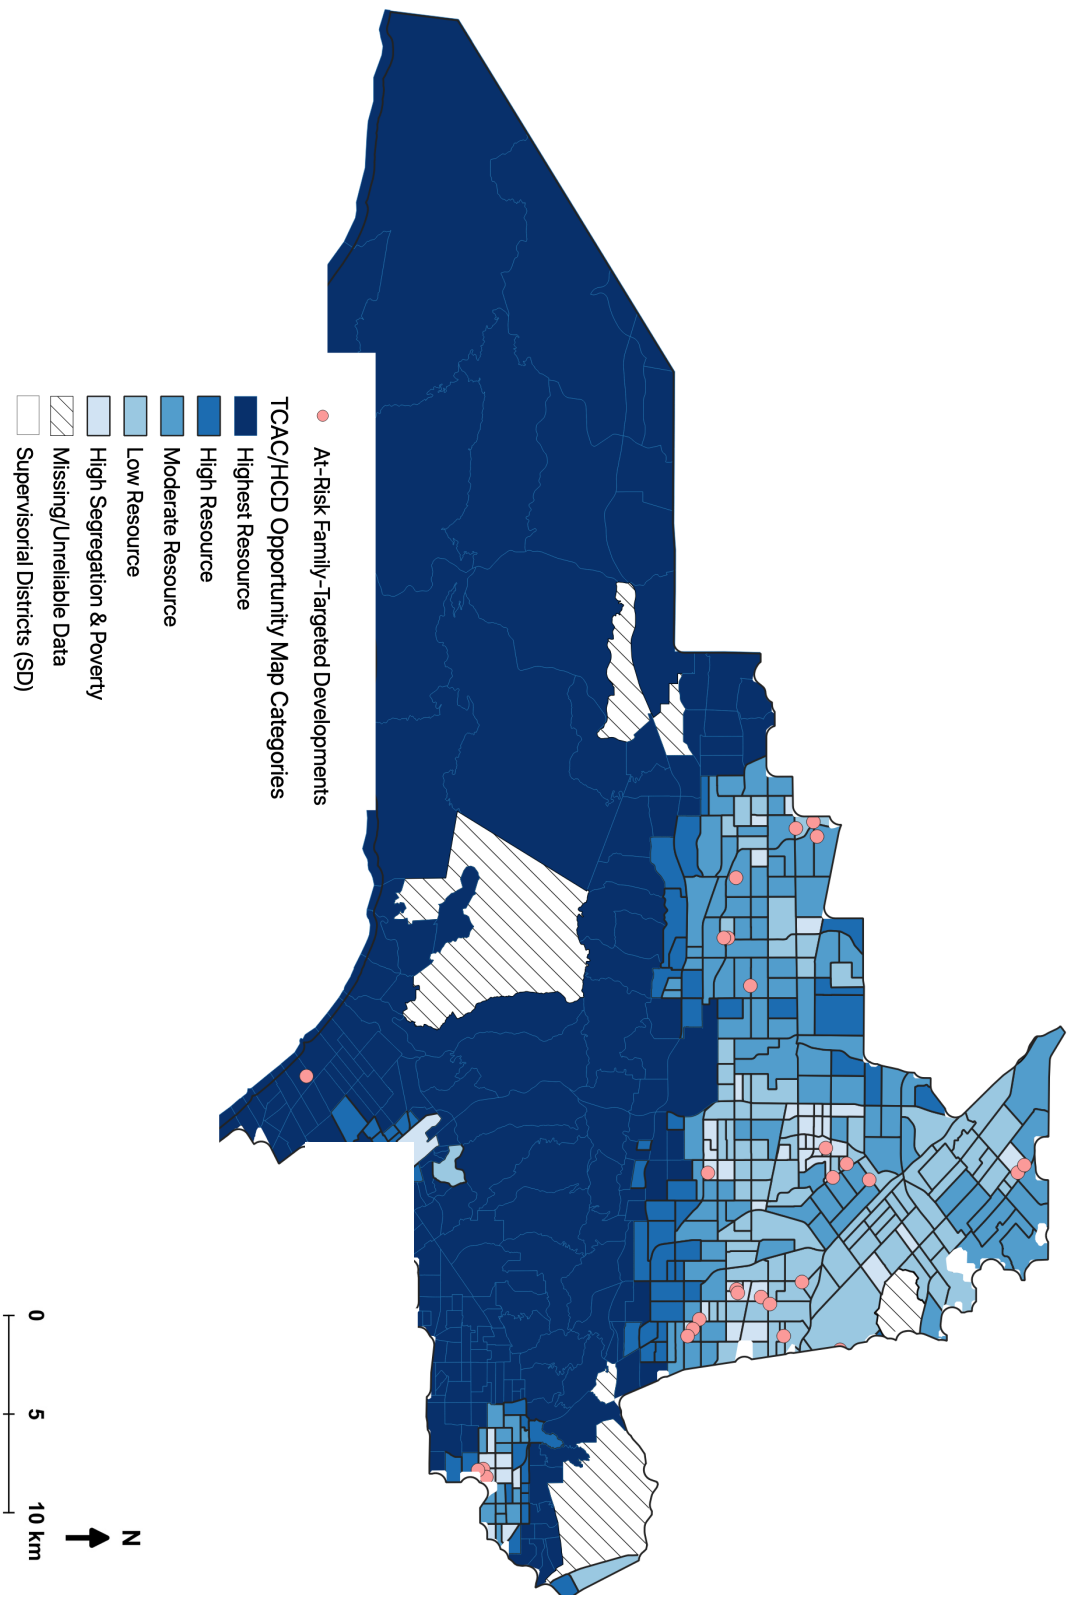 At-Risk Family-Targeted Developments
TCAC/HCD Opportunity Map Categories
Highest Resource
High Resource
Moderate Resource
Low Resource
High Segregation & Poverty
Missing/Unreliable Data
Supervisorial Districts (SD)
0 5 10 km
N